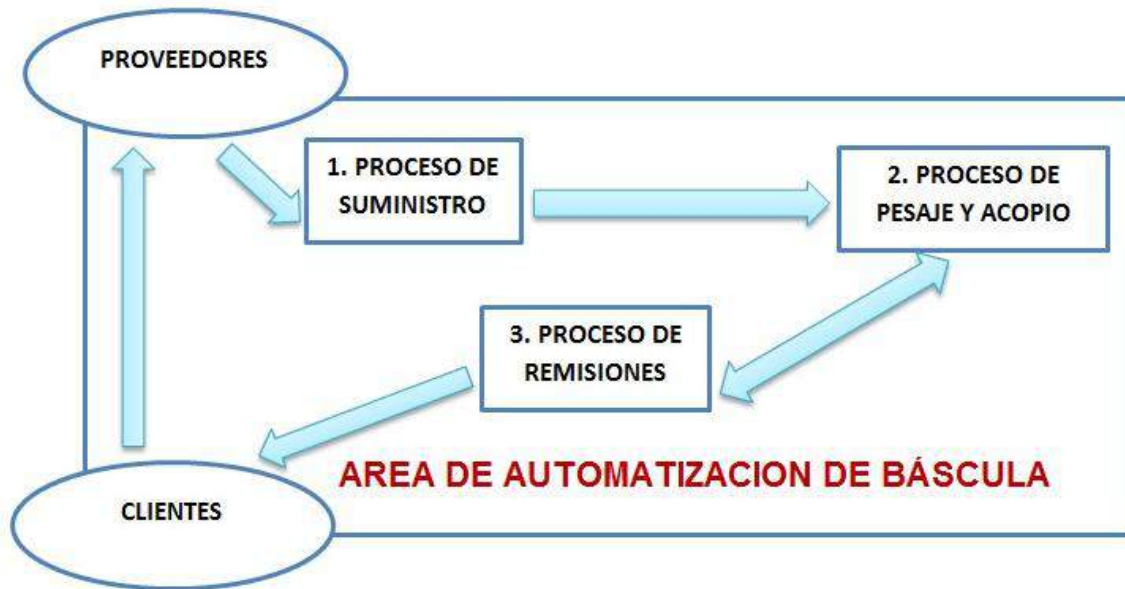 PROVEEDORES
1. PROCESO DE
SUMINISTRO
2. PROCESO DE
PESAJE Y ACOPIO
3. PROCESO DE
REMISIONES
AREA DE AUTOMATIZACION DE BÁSCULA
CLIENTES